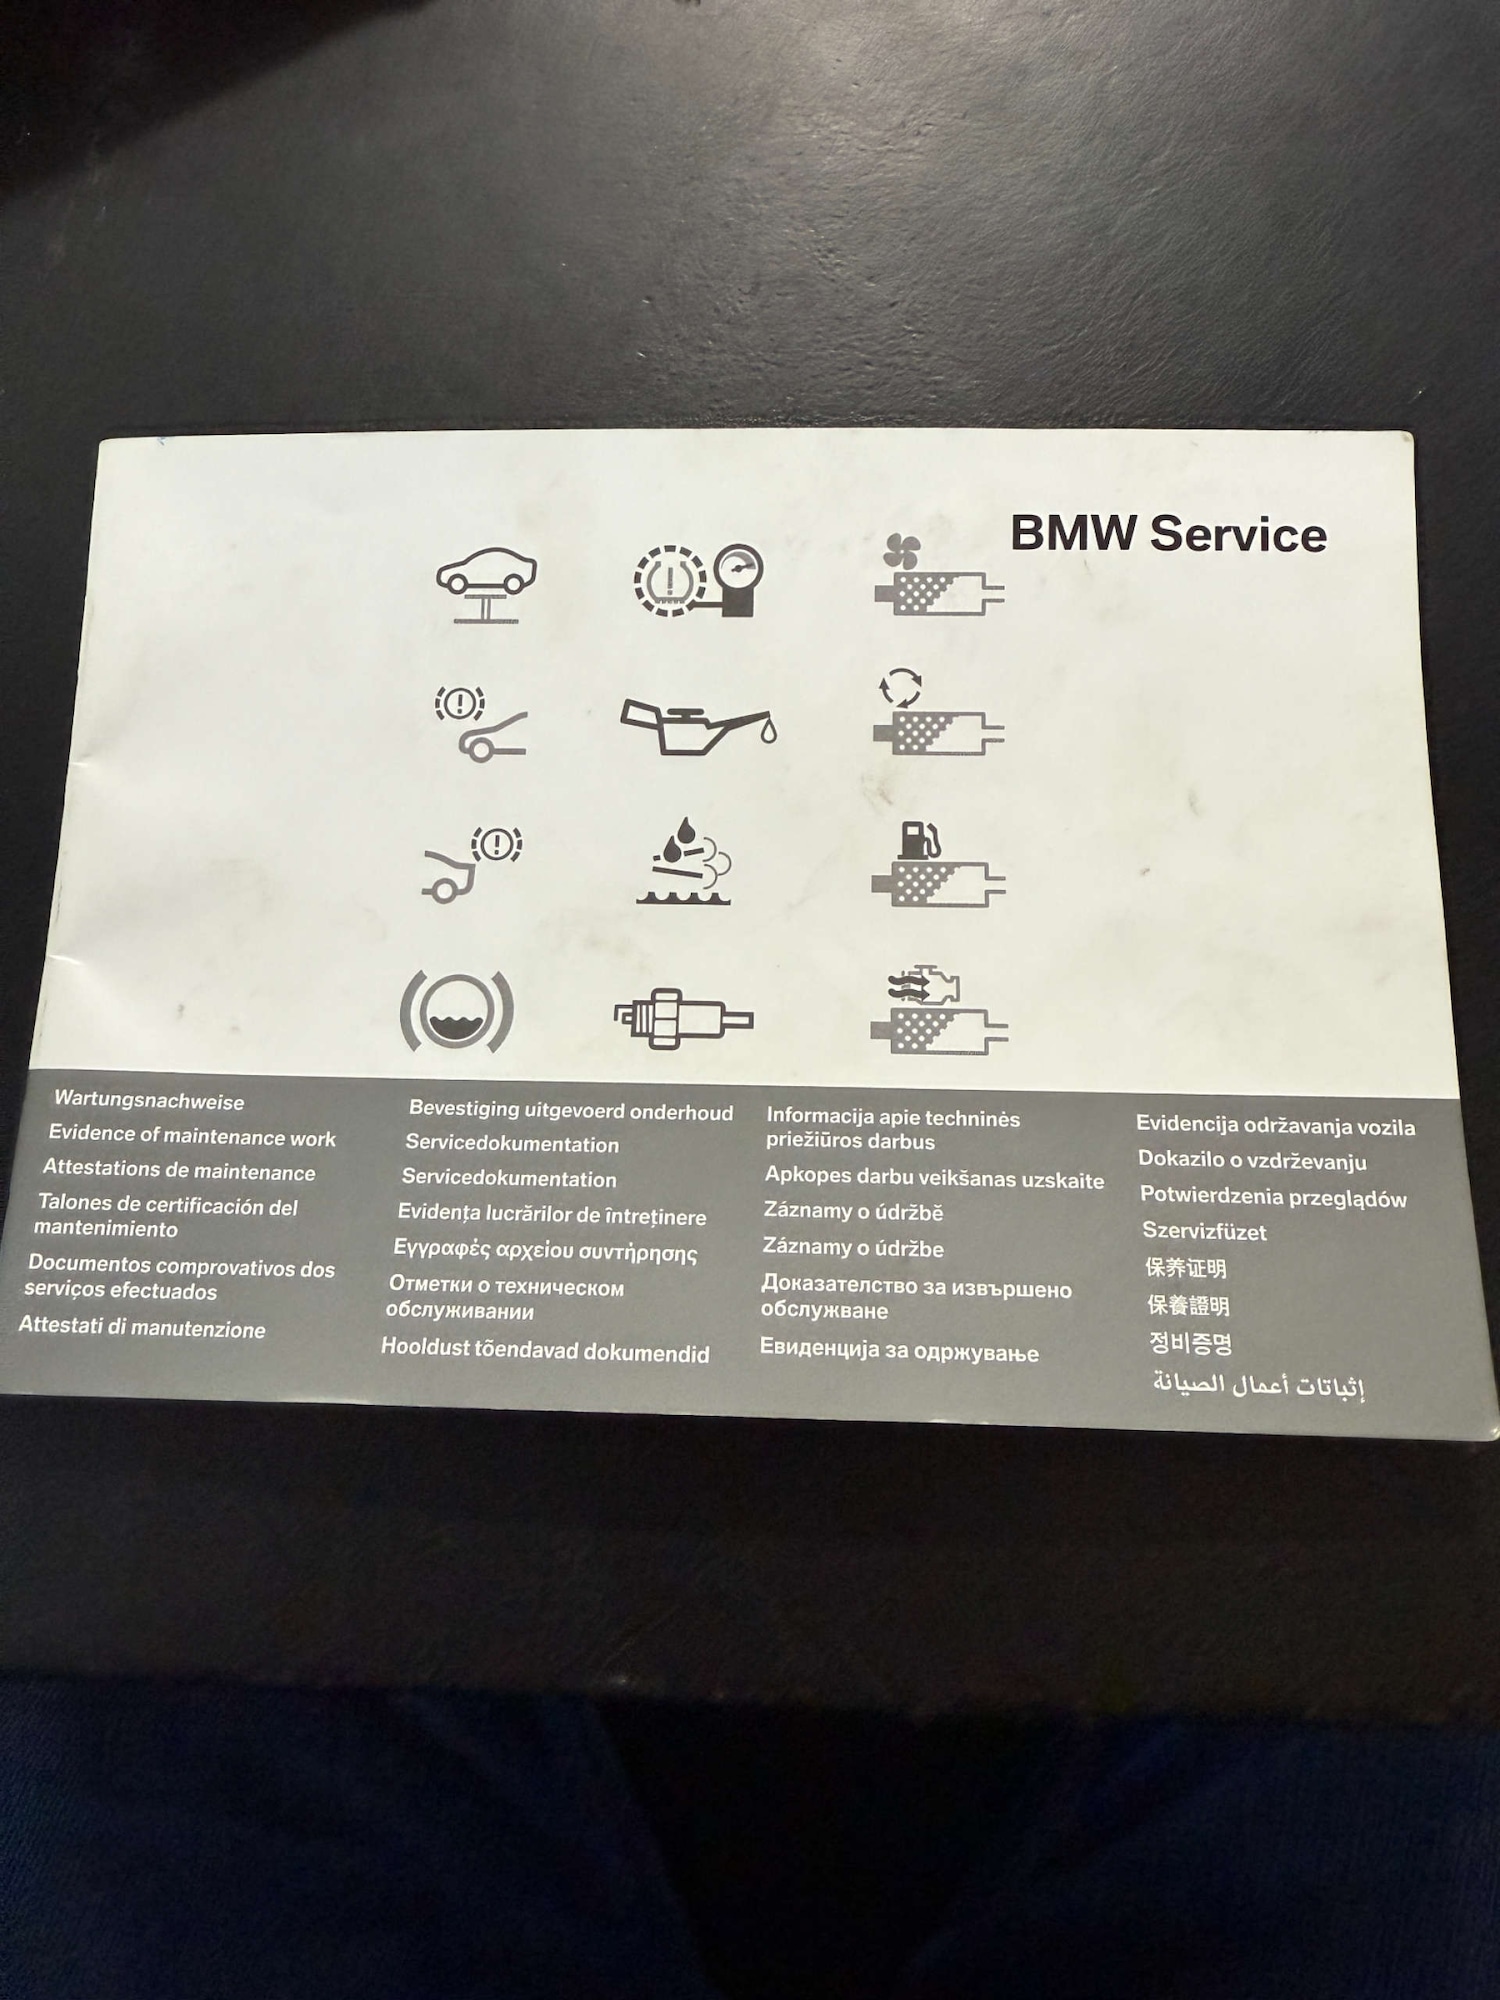 BMW Service
Wartungsnachweise
Evidence of maintenance work
Attestations de maintenance
Talones de certificación del
mantenimiento
Documentos comprovativos dos
serviços efectuados
Attestati di manutenzione
Bevestiging uitgevoerd onderhoud
Servicedokumentation
Servicedokumentation
Evidența lucrărilor de întreținere
Εγγραφές αρχείου συντήρησης
Отметки о техническом
обслуживании
Hooldust tõendavad dokumendid
Informacija apie techninės
priežiūros darbus
Apkopes darbu veikšanas uzskaite
Záznamy o údržbě
Záznamy o údržbe
Доказателство за извършено
обслужване
Евиденција за одржување
Evidencija održavanja vozila
Dokazilo o vzdrževanju
Potwierdzenia przeglądów
Szervizfüzet
保养证明
保養證明
정비증명
إثباتات أعمال الصيانة